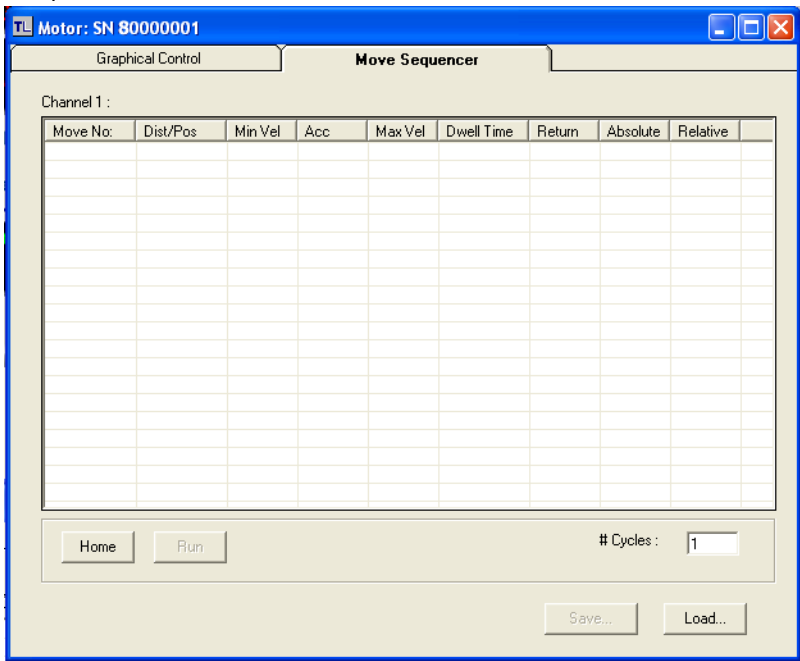 TL Motor: SN 80000001
Graphical Control Move Sequencer
Channel 1 :
Move No: Dist/Pos Min Vel Acc Max Vel Dwell Time Return Absolute Relative
Home Run # Cycles : 1
Save... Load...